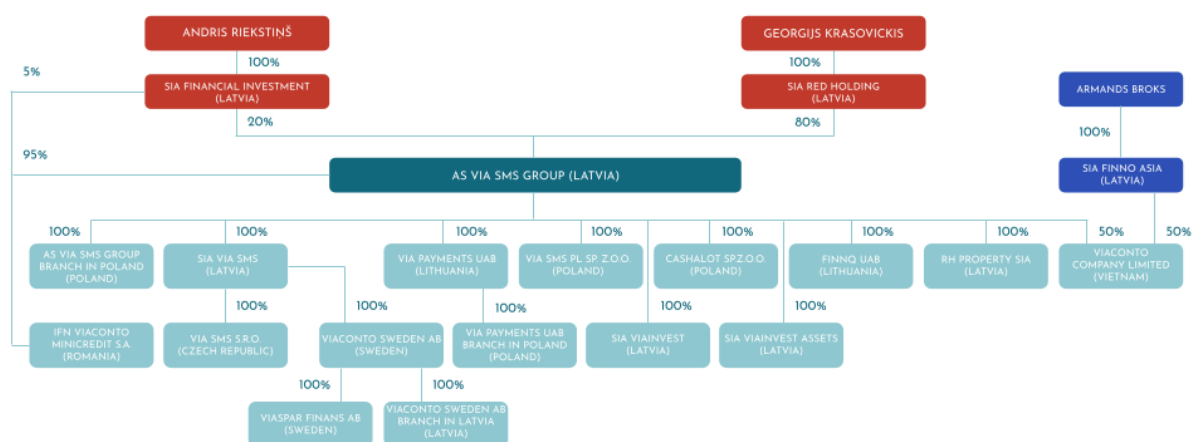 ANDRIS RIEKSTIŅŠ
GEORGIJS KRASOVICKIS
100%
100%
5%
SIA FINANCIAL INVESTMENT
(LATVIA)
SIA RED HOLDING
(LATVIA)
ARMANDS BROKS
20%
80%
100%
95%
AS VIA SMS GROUP (LATVIA)
SIA FINNO ASIA
(LATVIA)
100%
100%
100%
100%
100%
100%
100%
50%
50%
AS VIA SMS GROUP
BRANCH IN POLAND
(POLAND)
SIA VIA SMS
(LATVIA)
VIA PAYMENTS UAB
(LITHUANIA)
VIA SMS PL SP. Z.O.O.
(POLAND)
CASHALOT SP.Z.O.O.
(POLAND)
FINNQ UAB
(LITHUANIA)
RH PROPERTY SIA
(LATVIA)
VIACONTO
COMPANY LIMITED
(VIETNAM)
100%
100%
100%
100%
100%
IFN VIACONTO
MINICREDIT S.A.
(ROMANIA)
VIA SMS S.R.O.
(CZECH REPUBLIC)
VIACONTO SWEDEN AB
(SWEDEN)
VIA PAYMENTS UAB
BRANCH IN POLAND
(POLAND)
SIA VIAINVEST
(LATVIA)
SIA VIAINVEST ASSETS
(LATVIA)
100%
100%
VIASPAR FINANS AB
(SWEDEN)
VIACONTO SWEDEN AB
BRANCH IN LATVIA
(LATVIA)